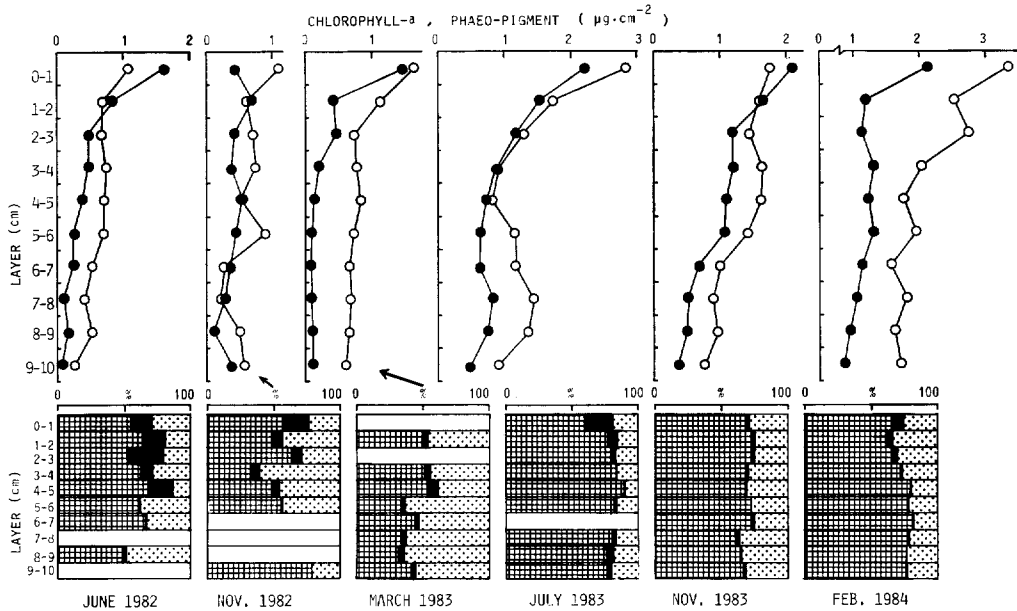 CHLOROPHYLL-a , PHAEO-PIGMENT ( µg·cm-2 )
0 1 2
0 1
0 1
0 1 2 3
0 1 2
0 1 2 3
LAYER (cm)
0-1
1-2
2-3
3-4
4-5
5-6
6-7
7-8
8-9
9-10
0 % 100
0 % 100
0 % 100
0 % 100
0 % 100
0 % 100
LAYER (cm)
0-1
1-2
2-3
3-4
4-5
5-6
6-7
7-8
8-9
9-10
JUNE 1982 NOV. 1982 MARCH 1983 JULY 1983 NOV. 1983 FEB. 1984